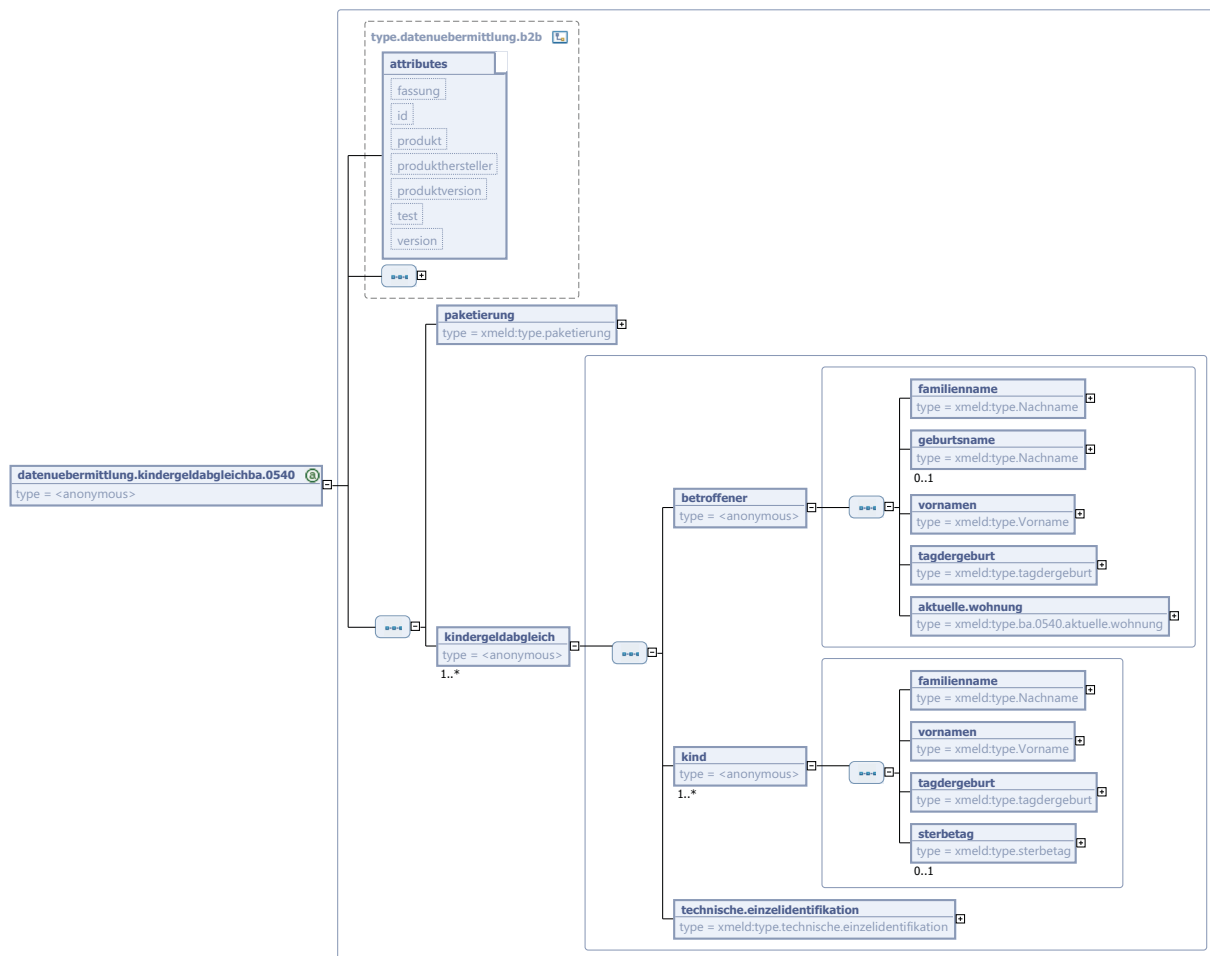 type.datenuebermittlung.b2b
attributes
fassung
id
produkt
produkthersteller
produktversion
test
version
paketierung
type = xmeld:type.paketierung
datenuebermittlung.kindergeldabgleichba.0540 a
type = <anonymous>
kindergeldabgleich
type = <anonymous>
1..*
betroffener
type = <anonymous>
familienname
type = xmeld:type.Nachname
geburtsname
type = xmeld:type.Nachname
0..1
vornamen
type = xmeld:type.Vorname
tagdergeburt
type = xmeld:type.tagdergeburt
aktuelle.wohnung
type = xmeld:type.ba.0540.aktuelle.wohnung
kind
type = <anonymous>
1..*
familienname
type = xmeld:type.Nachname
vornamen
type = xmeld:type.Vorname
tagdergeburt
type = xmeld:type.tagdergeburt
sterbetag
type = xmeld:type.sterbetag
0..1
technische.einzelidentifikation
type = xmeld:type.technische.einzelidentifikation